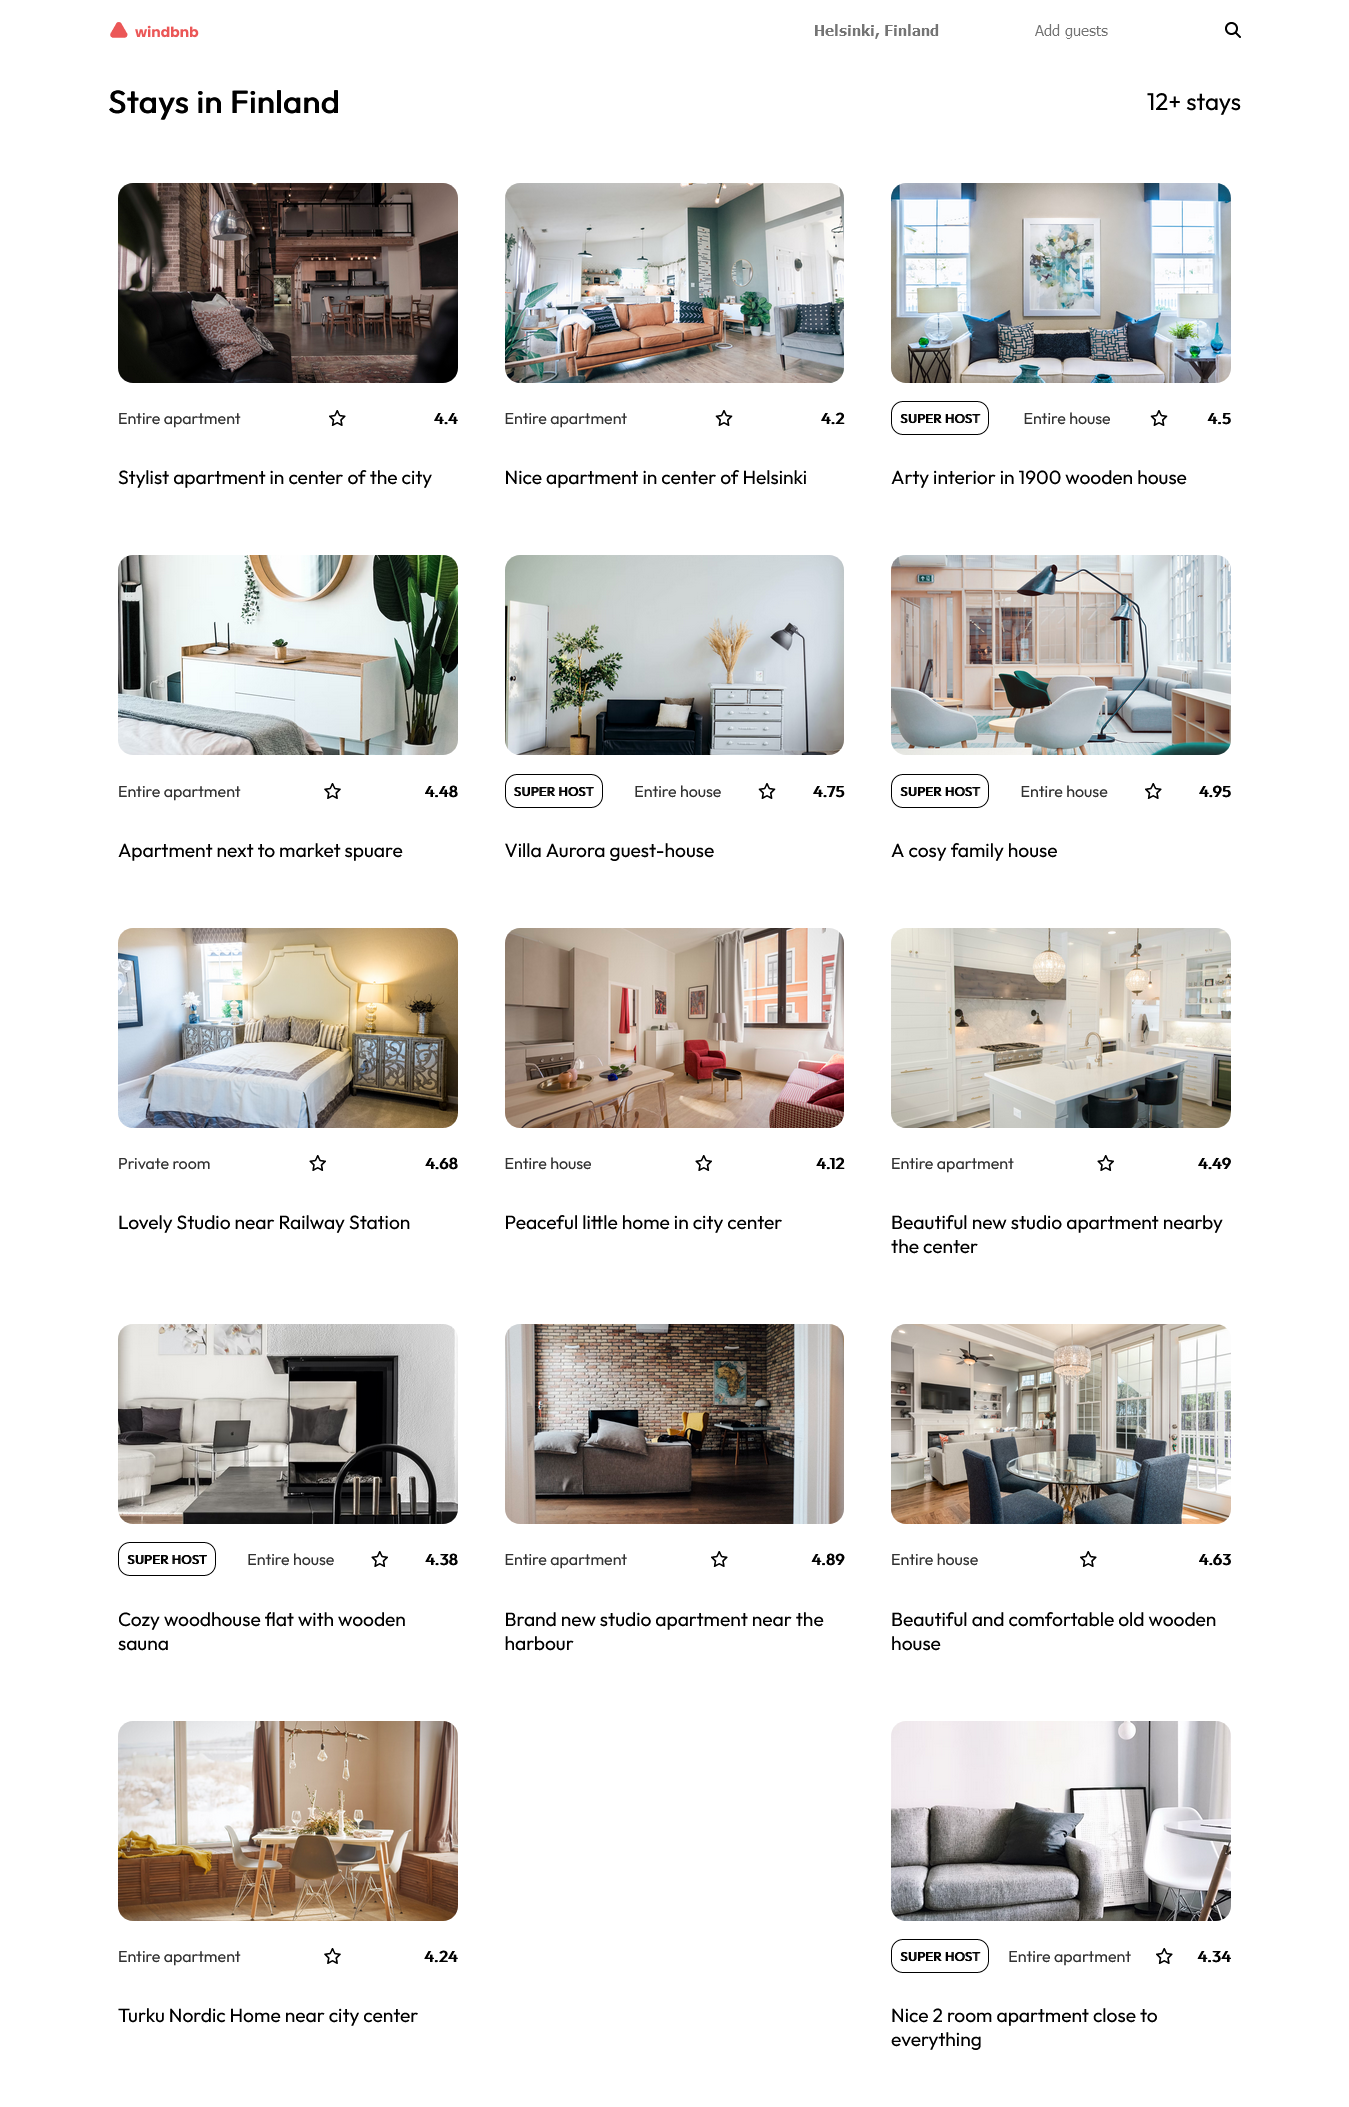 windbnb
Helsinki, Finland
Add guests
Stays in Finland
12+ stays
Entire apartment 4.4
Stylist apartment in center of the city
Entire apartment 4.2
Nice apartment in center of Helsinki
SUPER HOST Entire house 4.5
Arty interior in 1900 wooden house
Entire apartment 4.48
Apartment next to market spuare
SUPER HOST Entire house 4.75
Villa Aurora guest-house
SUPER HOST Entire house 4.95
A cosy family house
Private room 4.68
Lovely Studio near Railway Station
Entire house 4.12
Peaceful little home in city center
Entire apartment 4.49
Beautiful new studio apartment nearby
the center
SUPER HOST Entire house 4.38
Cozy woodhouse flat with wooden
sauna
Entire apartment 4.89
Brand new studio apartment near the
harbour
Entire house 4.63
Beautiful and comfortable old wooden
house
Entire apartment 4.24
Turku Nordic Home near city center
SUPER HOST Entire apartment 4.34
Nice 2 room apartment close to
everything